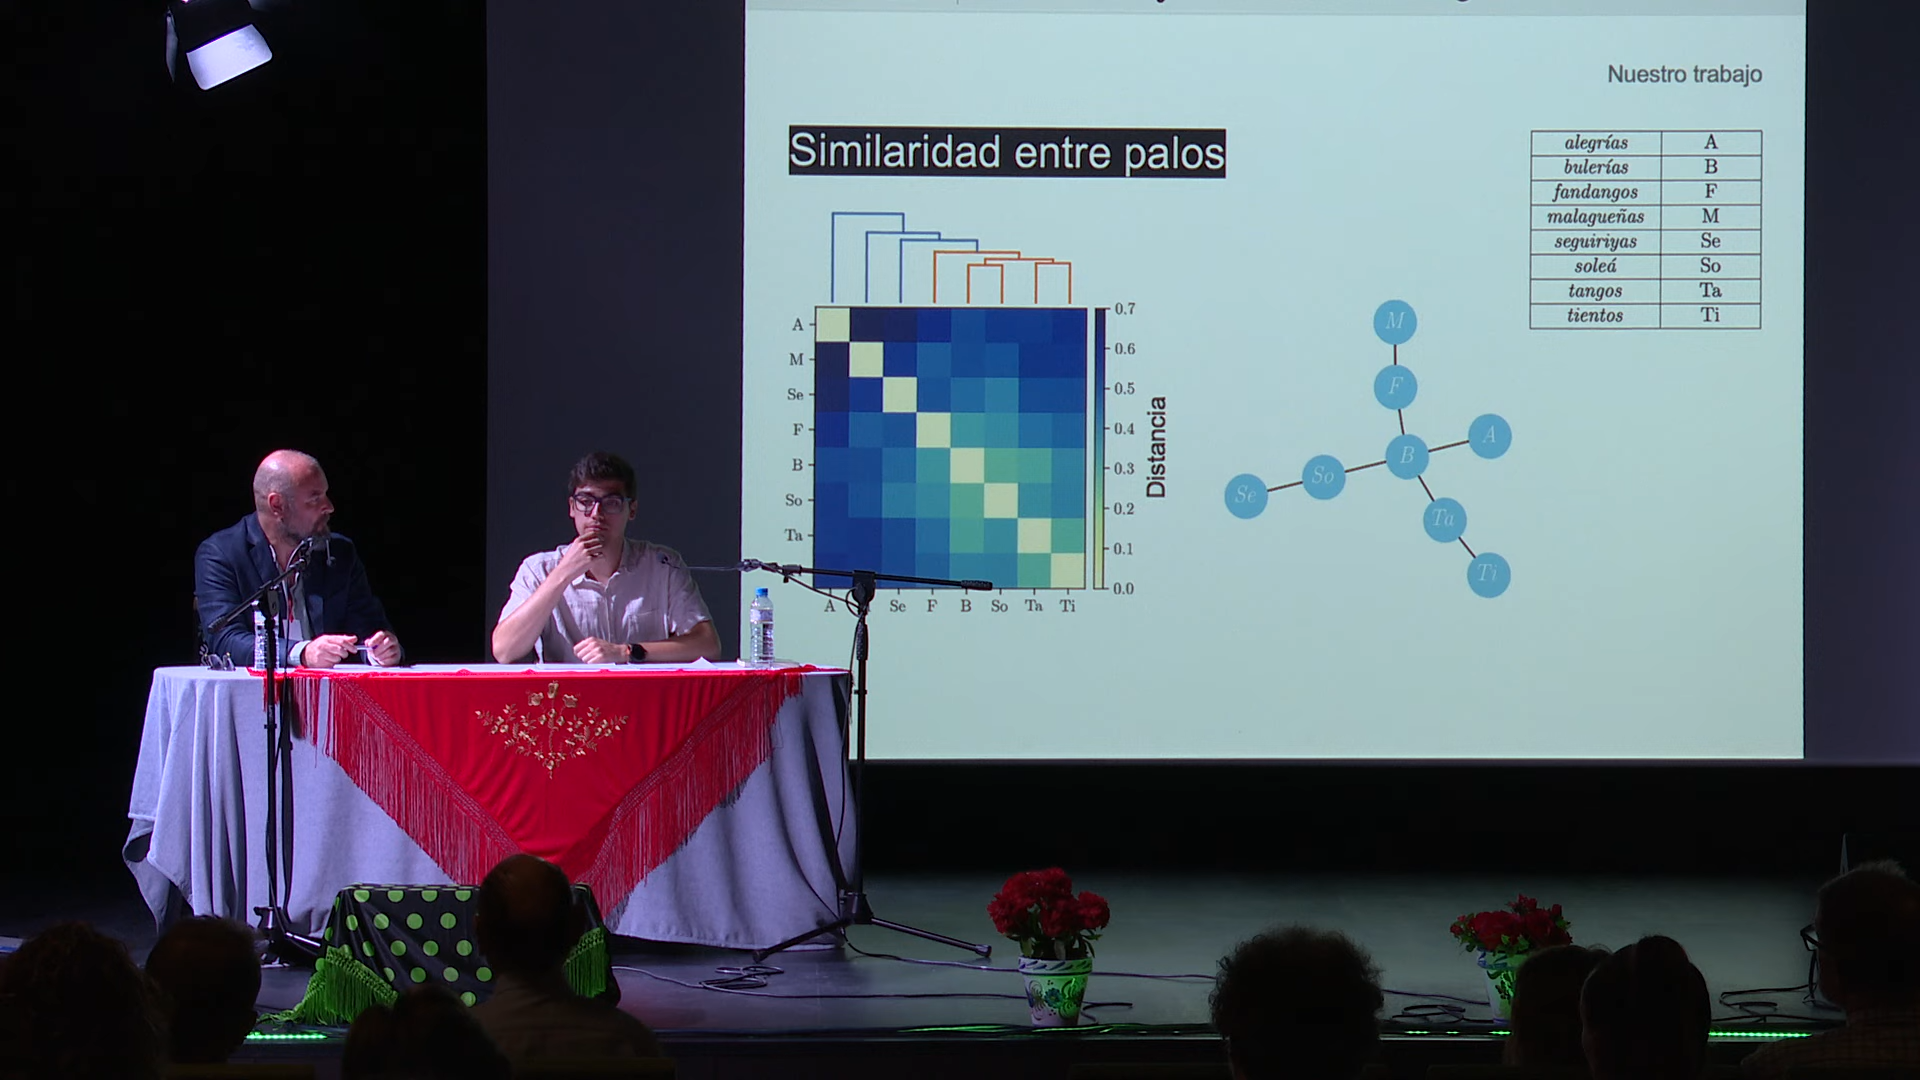 Nuestro trabajo
Similaridad entre palos
alegrías A
bulerías B
fandangos F
malagueñas M
seguiriyas Se
soleá So
tangos Ta
tientos Ti
A
M
Se
F
B
So
Ta
A Se F B So Ta Ti
0.7
0.6
0.5
0.4
0.3
0.2
0.1
0.0
Distancia
M
F
A
B
So
Se
Ta
Ti